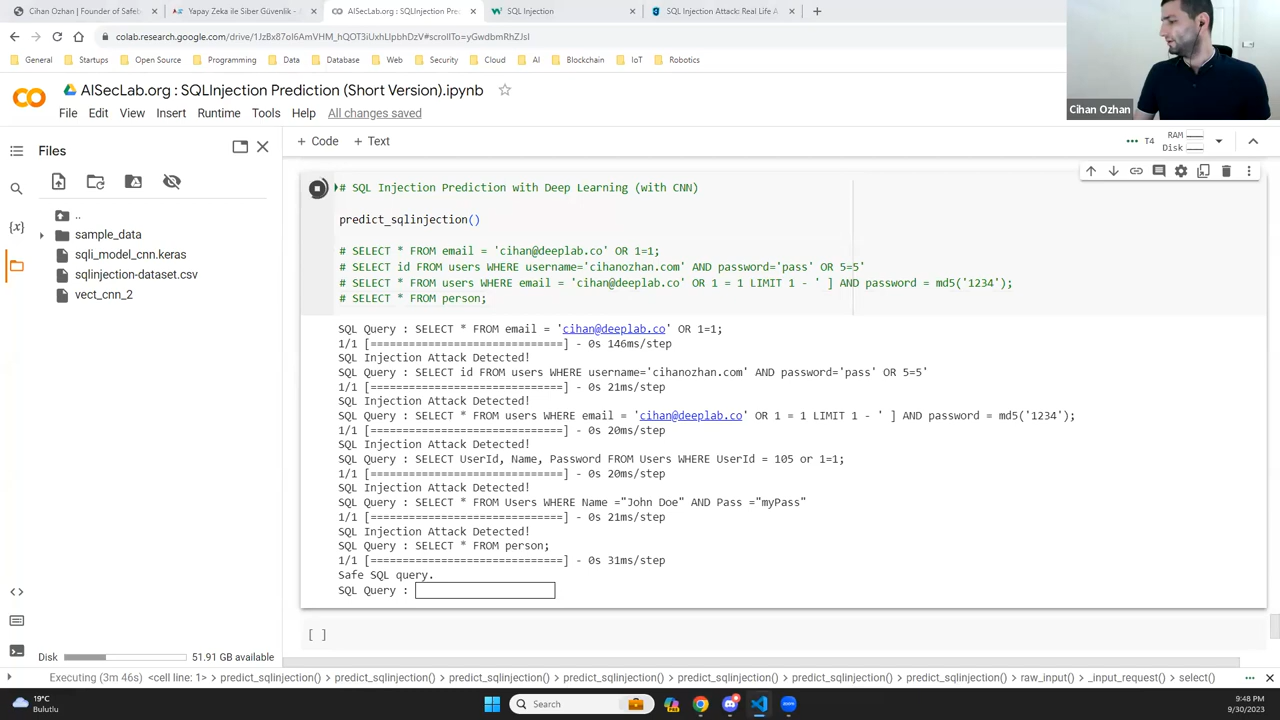 Cihan Ozhan | Founder of Safet
Yapay Zeka ile Siber Güvenlik -
AISecLab.org : SQLInjection Pre
SQL Injection
SQL Injection Attack: Real Life A
colab.research.google.com/drive/1JzBx87oI6AmVHM_hQOT3iUxhLIpbhDzV#scrollTo=yGwdbmRhZJsI
General
Startups
Open Source
Programming
Data
Database
Web
Security
Cloud
AI
Blockchain
IoT
Robotics
Cihan Ozhan
AISecLab.org : SQLInjection Prediction (Short Version).ipynb
File Edit View Insert Runtime Tools Help All changes saved
Files
+ Code + Text
T4
RAM
Disk
..
sample_data
sqli_model_cnn.keras
sqlinjection-dataset.csv
vect_cnn_2
# SQL Injection Prediction with Deep Learning (with CNN)
predict_sqlinjection()
# SELECT * FROM email = 'cihan@deeplab.co' OR 1=1;
# SELECT id FROM users WHERE username='cihanozhan.com' AND password='pass' OR 5=5'
# SELECT * FROM users WHERE email = 'cihan@deeplab.co' OR 1 = 1 LIMIT 1 - ' ] AND password = md5('1234');
# SELECT * FROM person;
SQL Query : SELECT * FROM email = 'cihan@deeplab.co' OR 1=1;
1/1 [==============================] - 0s 146ms/step
SQL Injection Attack Detected!
SQL Query : SELECT id FROM users WHERE username='cihanozhan.com' AND password='pass' OR 5=5'
1/1 [==============================] - 0s 21ms/step
SQL Injection Attack Detected!
SQL Query : SELECT * FROM users WHERE email = 'cihan@deeplab.co' OR 1 = 1 LIMIT 1 - ' ] AND password = md5('1234');
1/1 [==============================] - 0s 20ms/step
SQL Injection Attack Detected!
SQL Query : SELECT UserId, Name, Password FROM Users WHERE UserId = 105 or 1=1;
1/1 [==============================] - 0s 20ms/step
SQL Injection Attack Detected!
SQL Query : SELECT * FROM Users WHERE Name ="John Doe" AND Pass ="myPass"
1/1 [==============================] - 0s 21ms/step
SQL Injection Attack Detected!
SQL Query : SELECT * FROM person;
1/1 [==============================] - 0s 31ms/step
Safe SQL query.
SQL Query :
[ ]
Disk 51.91 GB available
Executing (3m 46s) <cell line: 1> predict_sqlinjection() predict_sqlinjection() predict_sqlinjection() predict_sqlinjection() predict_sqlinjection() predict_sqlinjection() predict_sqlinjection() raw_input() _input_request() select()
19°C
Bulutlu
Search
9:48 PM
9/30/2023